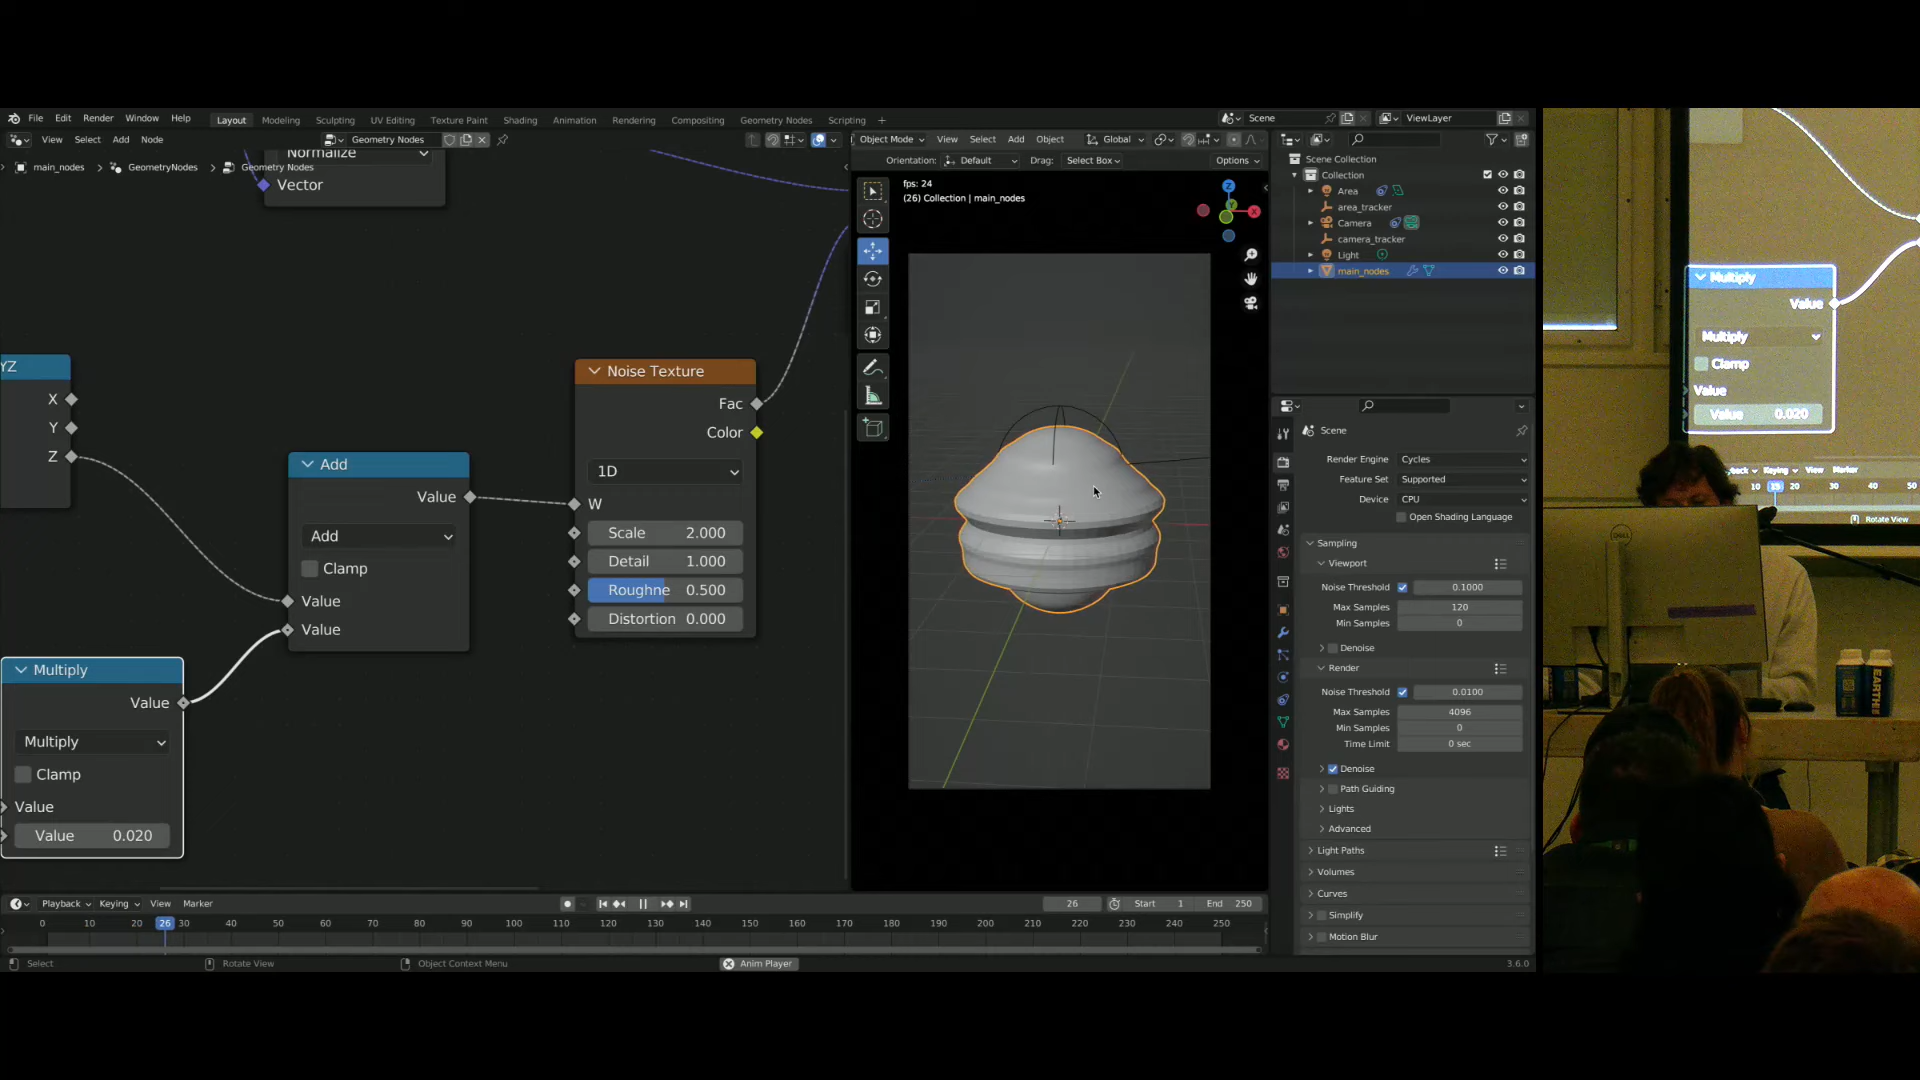 File Edit Render Window Help Layout Modeling Sculpting UV Editing Texture Paint Shading Animation Rendering Compositing Geometry Nodes Scripting + Scene ViewLayer
View Select Add Node Geometry Nodes
Object Mode View Select Add Object Global
main_nodes > GeometryNodes > Geometry Nodes
Orientation: Default Drag: Select Box Options
Normalize
Vector
YZ
X
Y
Z
Add
Value
Add
Clamp
Value
Value
Multiply
Value
Multiply
Clamp
Value
Value 0.020
Noise Texture
Fac
Color
1D
W
Scale 2.000
Detail 1.000
Roughne 0.500
Distortion 0.000
fps: 24
(26) Collection | main_nodes
Z
Y
X
Scene Collection
Collection
Area
area_tracker
Camera
camera_tracker
Light
main_nodes
Scene
Render Engine Cycles
Feature Set Supported
Device CPU
Open Shading Language
Sampling
Viewport
Noise Threshold 0.1000
Max Samples 120
Min Samples 0
Denoise
Render
Noise Threshold 0.0100
Max Samples 4096
Min Samples 0
Time Limit 0 sec
Denoise
Path Guiding
Lights
Advanced
Light Paths
Volumes
Curves
Simplify
Motion Blur
Playback Keying View Marker 26 Start 1 End 250
0 10 20 26 30 40 50 60 70 80 90 100 110 120 130 140 150 160 170 180 190 200 210 220 230 240 250
Select Rotate View Object Context Menu Anim Player 3.6.0
Multiply
Value
Multiply
Clamp
Value
Value 0.020
Keying View Marker
10 20 40 50
Rotate View
DELL
EARTH